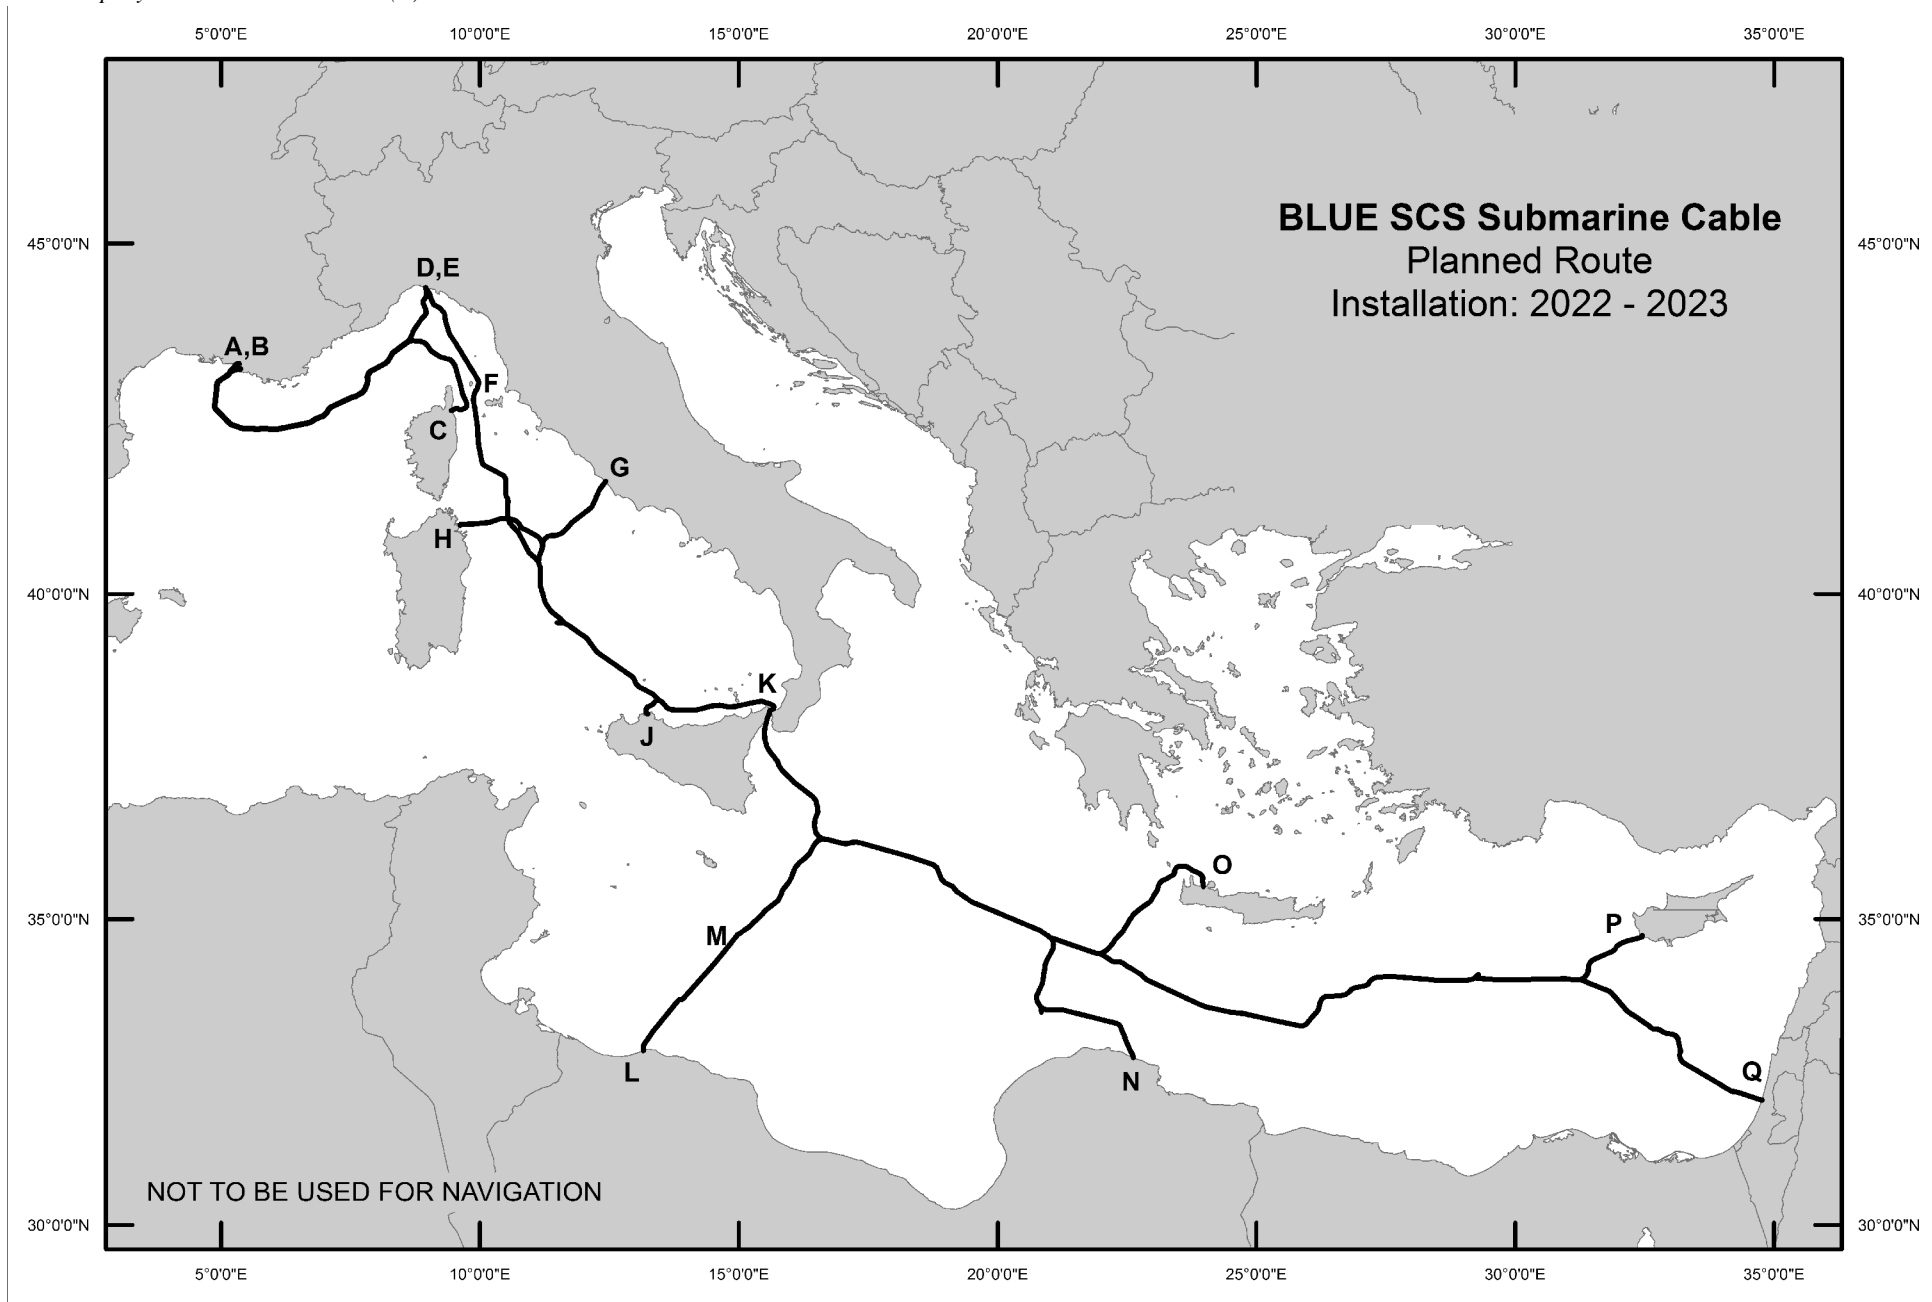 5°0'0"E 10°0'0"E 15°0'0"E 20°0'0"E 25°0'0"E 30°0'0"E 35°0'0"E
BLUE SCS Submarine Cable
Planned Route
Installation: 2022 - 2023
45°0'0"N 45°0'0"N
D,E
A,B
F
C
G
H
40°0'0"N 40°0'0"N
K
J
O
35°0'0"N 35°0'0"N
P
M
L
N
Q
NOT TO BE USED FOR NAVIGATION
30°0'0"N 30°0'0"N
5°0'0"E 10°0'0"E 15°0'0"E 20°0'0"E 25°0'0"E 30°0'0"E 35°0'0"E